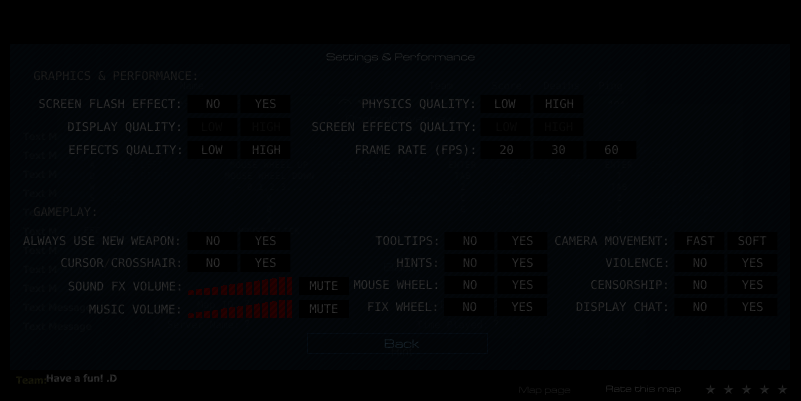 Settings & Performance
GRAPHICS & PERFORMANCE:
SCREEN FLASH EFFECT: NO YES PHYSICS QUALITY: LOW HIGH
DISPLAY QUALITY: LOW HIGH SCREEN EFFECTS QUALITY: LOW HIGH
EFFECTS QUALITY: LOW HIGH FRAME RATE (FPS): 20 30 60
GAMEPLAY:
ALWAYS USE NEW WEAPON: NO YES TOOLTIPS: NO YES CAMERA MOVEMENT: FAST SOFT
CURSOR/CROSSHAIR: NO YES HINTS: NO YES VIOLENCE: NO YES
SOUND FX VOLUME: MUTE MOUSE WHEEL: NO YES CENSORSHIP: NO YES
MUSIC VOLUME: MUTE FIX WHEEL: NO YES DISPLAY CHAT: NO YES
Back
Team: Have a fun! .D
Map page Rate this map